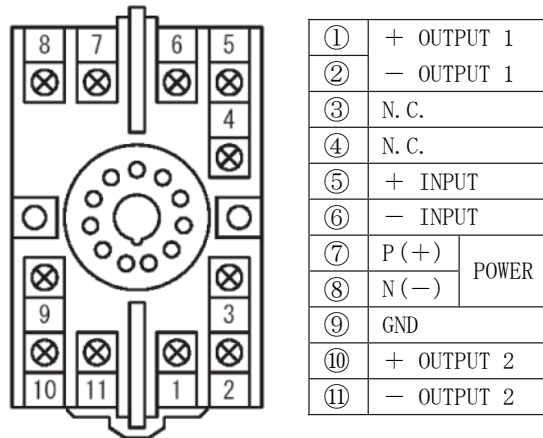 8 7 6 5
4
9 3
10 11 1 2
① + OUTPUT 1
② − OUTPUT 1
③ N.C.
④ N.C.
⑤ + INPUT
⑥ − INPUT
⑦ P(+) POWER
⑧ N(−)
⑨ GND
⑩ + OUTPUT 2
⑪ − OUTPUT 2